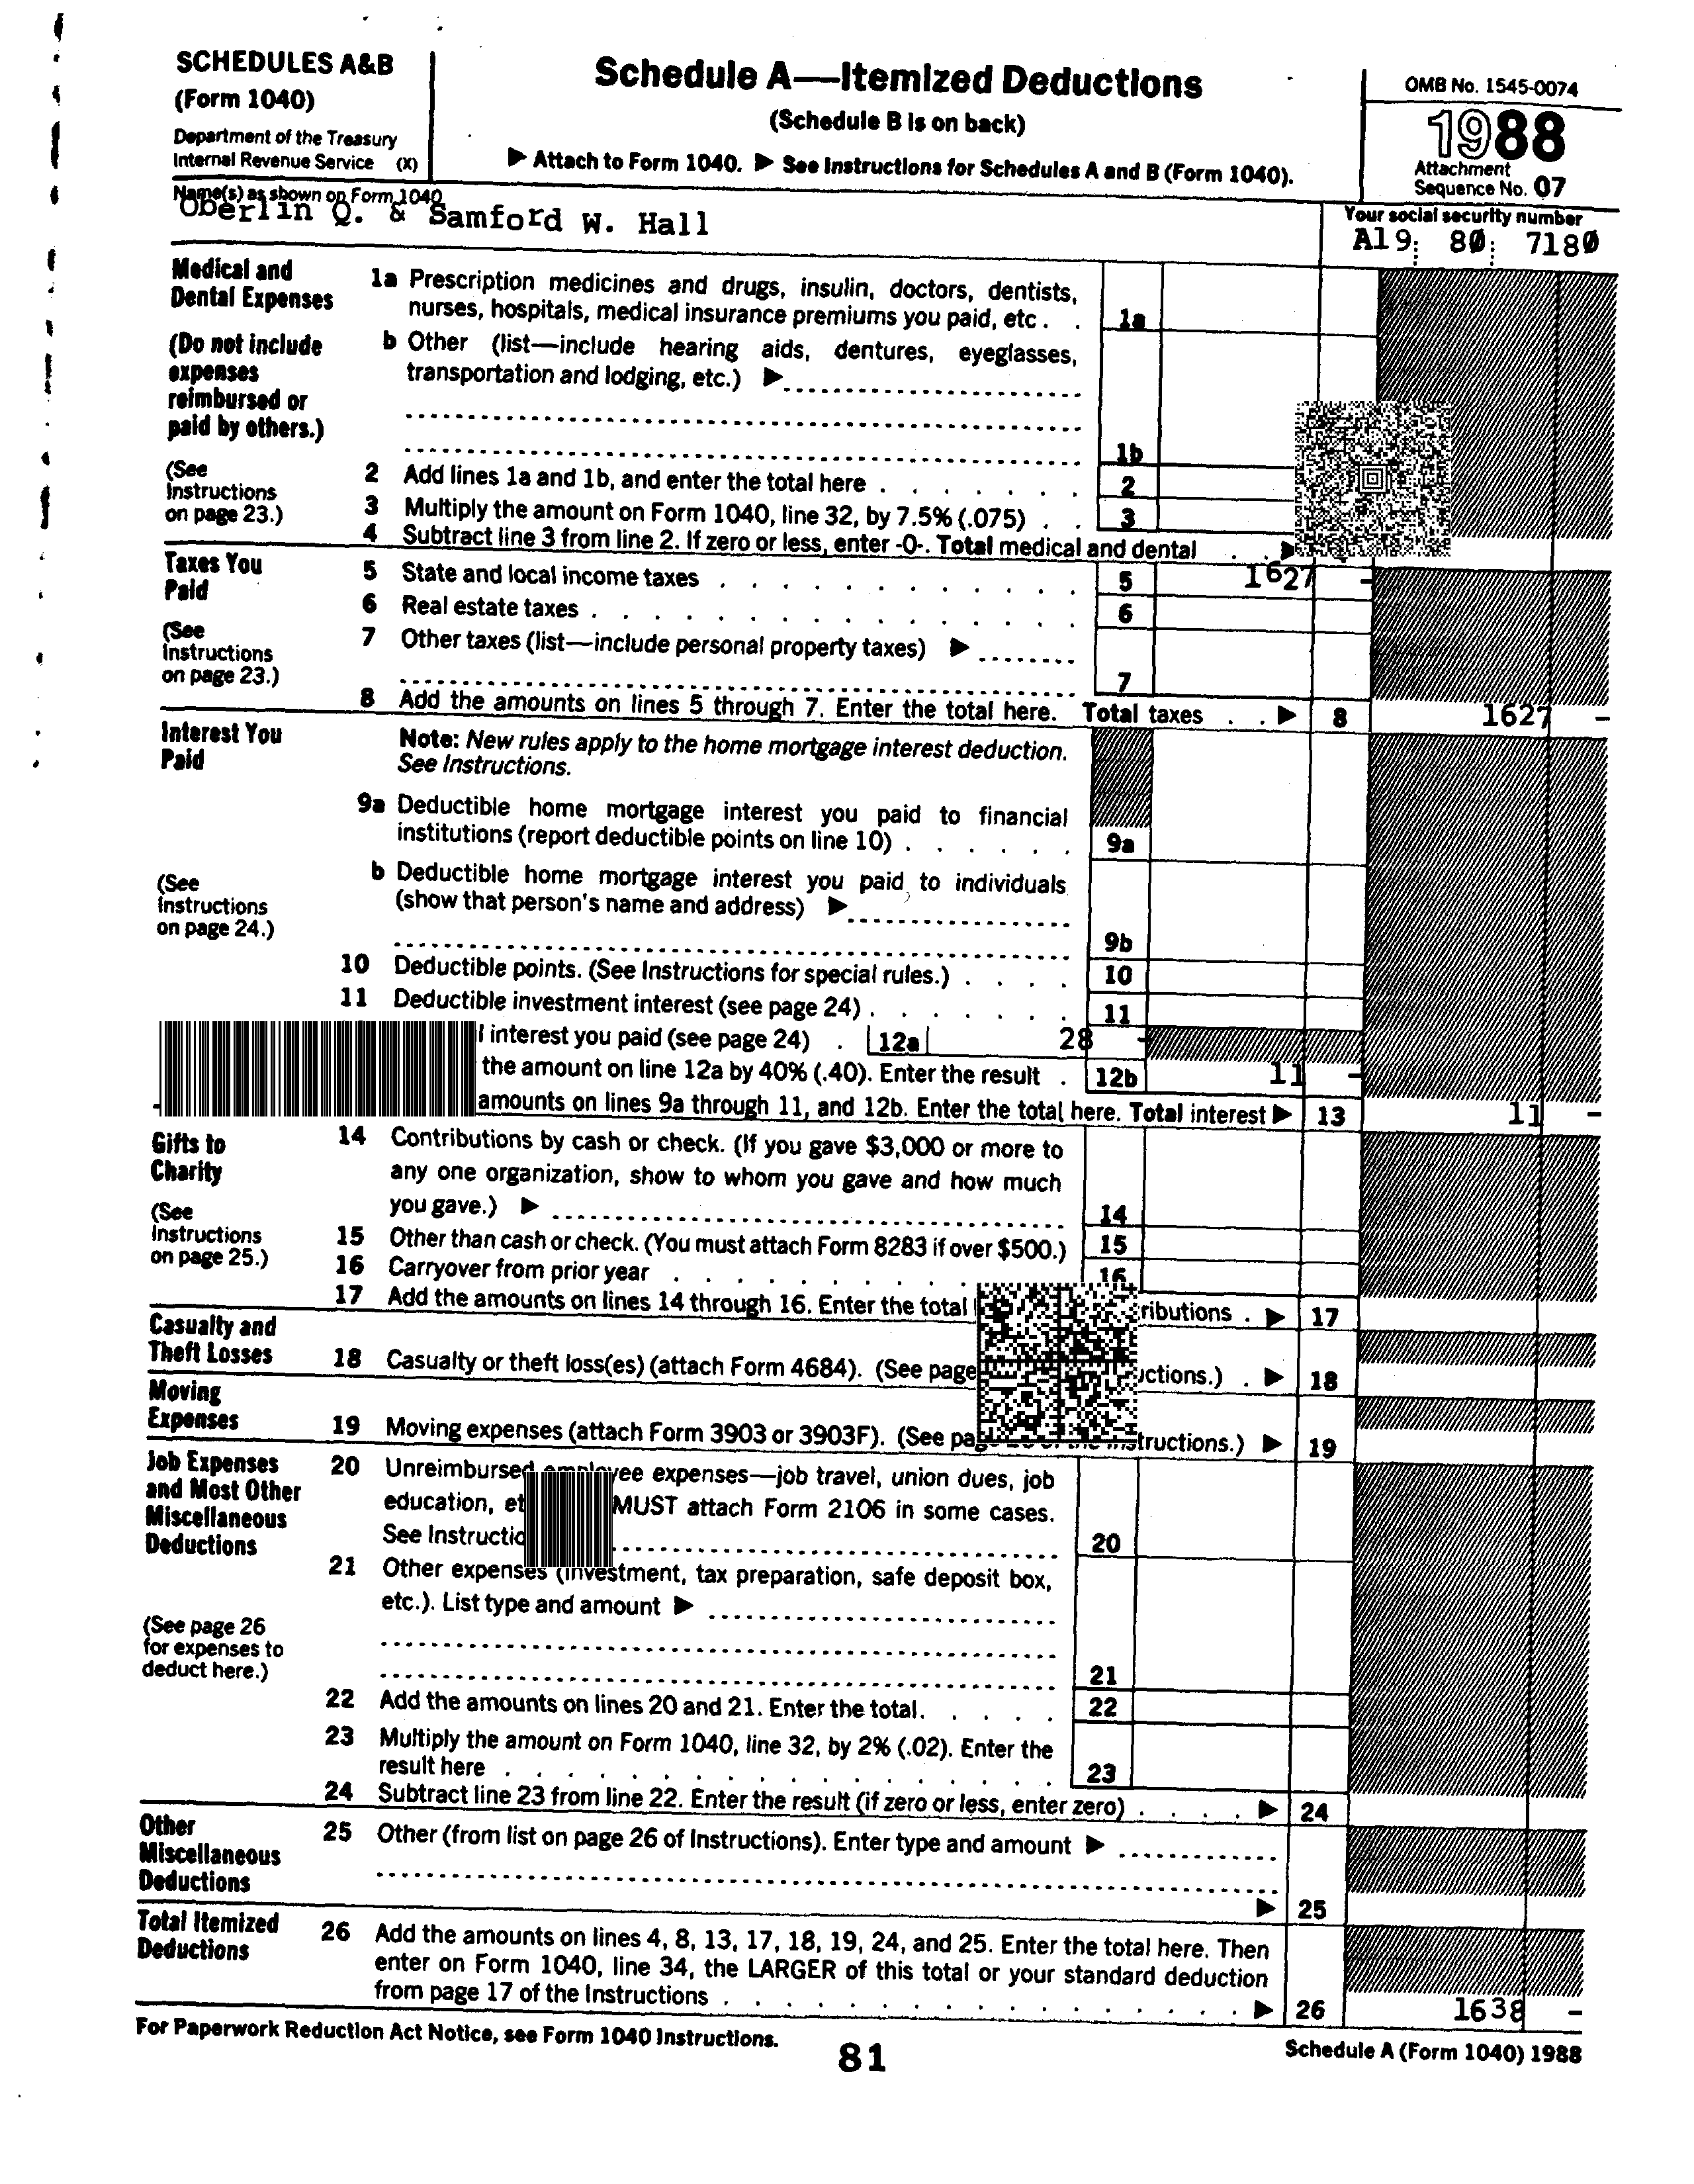 SCHEDULES A&B
(Form 1040)
Department of the Treasury
Internal Revenue Service (X)
Schedule A—Itemized Deductions
(Schedule B is on back)
▶ Attach to Form 1040. ▶ See Instructions for Schedules A and B (Form 1040).
OMB No. 1545-0074
1988
Attachment
Sequence No. 07
Name(s) as shown on Form 1040
Oberlin Q. & Samford W. Hall
Your social security number
A19: 80: 7180
Medical and
Dental Expenses
(Do not include
expenses
reimbursed or
paid by others.)
(See
Instructions
on page 23.)
1a Prescription medicines and drugs, insulin, doctors, dentists,
nurses, hospitals, medical insurance premiums you paid, etc . . 1a
b Other (list—include hearing aids, dentures, eyeglasses,
transportation and lodging, etc.) ▶
1b
2 Add lines 1a and 1b, and enter the total here . . . . . . . 2
3 Multiply the amount on Form 1040, line 32, by 7.5% (.075) . . 3
4 Subtract line 3 from line 2. If zero or less, enter -0-. Total medical and dental . . ▶
Taxes You
Paid
(See
Instructions
on page 23.)
5 State and local income taxes . . . . . . . . . . . 5 1627 -
6 Real estate taxes . . . . . . . . . . . . . . . 6
7 Other taxes (list—include personal property taxes) ▶
7
8 Add the amounts on lines 5 through 7. Enter the total here. Total taxes . . ▶ 8 1627 -
Interest You
Paid
(See
Instructions
on page 24.)
Note: New rules apply to the home mortgage interest deduction.
See Instructions.
9a Deductible home mortgage interest you paid to financial
institutions (report deductible points on line 10) . . . . . . 9a
b Deductible home mortgage interest you paid to individuals
(show that person's name and address) ▶
9b
10 Deductible points. (See Instructions for special rules.) . . . . 10
11 Deductible investment interest (see page 24) . . . . . . . 11
interest you paid (see page 24) . 12a 28 -
the amount on line 12a by 40% (.40). Enter the result . 12b 11 -
amounts on lines 9a through 11, and 12b. Enter the total here. Total interest ▶ 13 11 -
Gifts to
Charity
(See
Instructions
on page 25.)
14 Contributions by cash or check. (If you gave $3,000 or more to
any one organization, show to whom you gave and how much
you gave.) ▶ 14
15 Other than cash or check. (You must attach Form 8283 if over $500.) 15
16 Carryover from prior year . . . . . . . . . . 16
17 Add the amounts on lines 14 through 16. Enter the total ributions . ▶ 17
Casualty and
Theft Losses
18 Casualty or theft loss(es) (attach Form 4684). (See page uctions.) . ▶ 18
Moving
Expenses
19 Moving expenses (attach Form 3903 or 3903F). (See page structions.) ▶ 19
Job Expenses
and Most Other
Miscellaneous
Deductions
(See page 26
for expenses to
deduct here.)
20 Unreimbursed employee expenses—job travel, union dues, job
education, et MUST attach Form 2106 in some cases.
See Instructio 20
21 Other expenses (investment, tax preparation, safe deposit box,
etc.). List type and amount ▶
21
22 Add the amounts on lines 20 and 21. Enter the total. . . . . 22
23 Multiply the amount on Form 1040, line 32, by 2% (.02). Enter the
result here . . . . . . . . . . . . . . . . . 23
24 Subtract line 23 from line 22. Enter the result (if zero or less, enter zero) . . . . ▶ 24
Other
Miscellaneous
Deductions
25 Other (from list on page 26 of Instructions). Enter type and amount ▶
▶ 25
Total Itemized
Deductions
26 Add the amounts on lines 4, 8, 13, 17, 18, 19, 24, and 25. Enter the total here. Then
enter on Form 1040, line 34, the LARGER of this total or your standard deduction
from page 17 of the Instructions . . . . . . . . . . . . . . . . ▶ 26 1638 -
For Paperwork Reduction Act Notice, see Form 1040 Instructions.
81
Schedule A (Form 1040) 1988